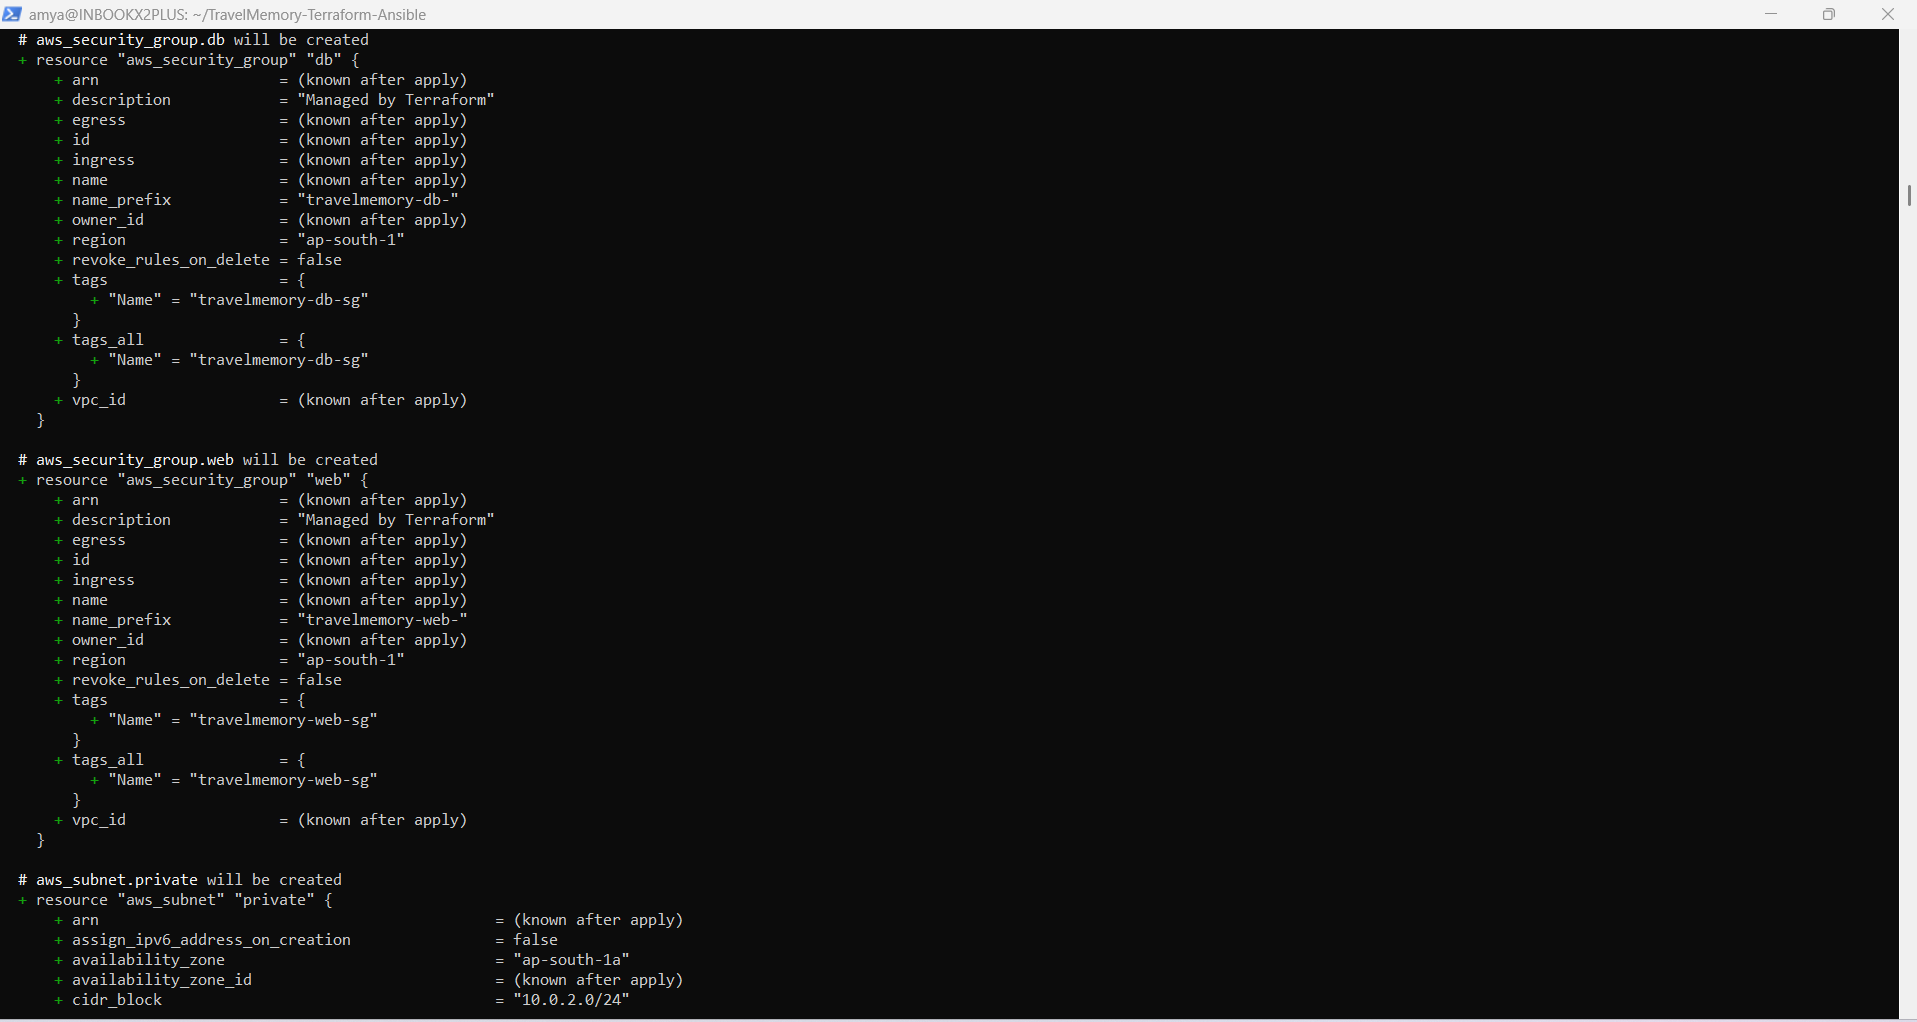 amya@INBOOKX2PLUS: ~/TravelMemory-Terraform-Ansible
# aws_security_group.db will be created
+ resource "aws_security_group" "db" {
    + arn                    = (known after apply)
    + description            = "Managed by Terraform"
    + egress                 = (known after apply)
    + id                     = (known after apply)
    + ingress                = (known after apply)
    + name                   = (known after apply)
    + name_prefix            = "travelmemory-db-"
    + owner_id               = (known after apply)
    + region                 = "ap-south-1"
    + revoke_rules_on_delete = false
    + tags                   = {
        + "Name" = "travelmemory-db-sg"
      }
    + tags_all               = {
        + "Name" = "travelmemory-db-sg"
      }
    + vpc_id                 = (known after apply)
  }
# aws_security_group.web will be created
+ resource "aws_security_group" "web" {
    + arn                    = (known after apply)
    + description            = "Managed by Terraform"
    + egress                 = (known after apply)
    + id                     = (known after apply)
    + ingress                = (known after apply)
    + name                   = (known after apply)
    + name_prefix            = "travelmemory-web-"
    + owner_id               = (known after apply)
    + region                 = "ap-south-1"
    + revoke_rules_on_delete = false
    + tags                   = {
        + "Name" = "travelmemory-web-sg"
      }
    + tags_all               = {
        + "Name" = "travelmemory-web-sg"
      }
    + vpc_id                 = (known after apply)
  }
# aws_subnet.private will be created
+ resource "aws_subnet" "private" {
    + arn                                            = (known after apply)
    + assign_ipv6_address_on_creation                = false
    + availability_zone                              = "ap-south-1a"
    + availability_zone_id                           = (known after apply)
    + cidr_block                                     = "10.0.2.0/24"